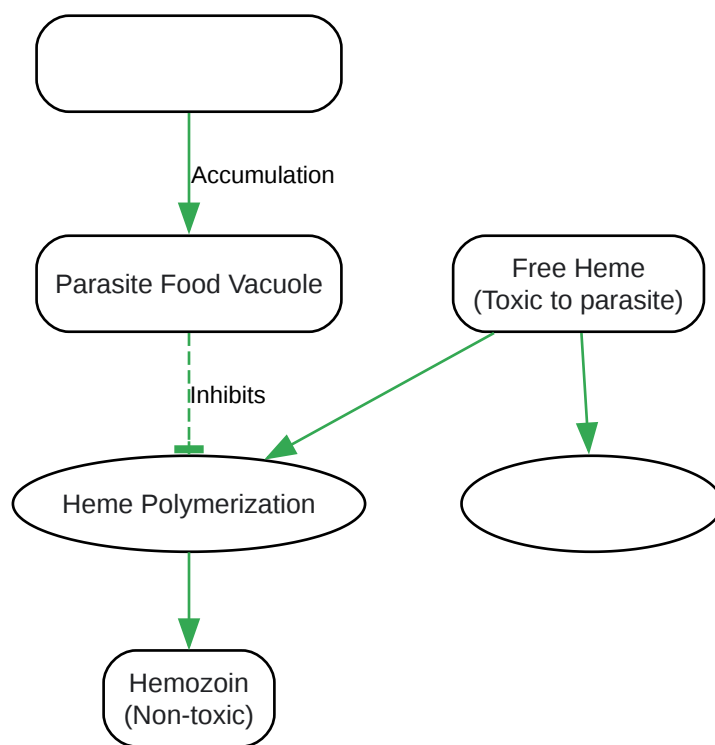 Accumulation
Parasite Food Vacuole
Free Heme
(Toxic to parasite)
Inhibits
Heme Polymerization
Hemozoin
(Non-toxic)